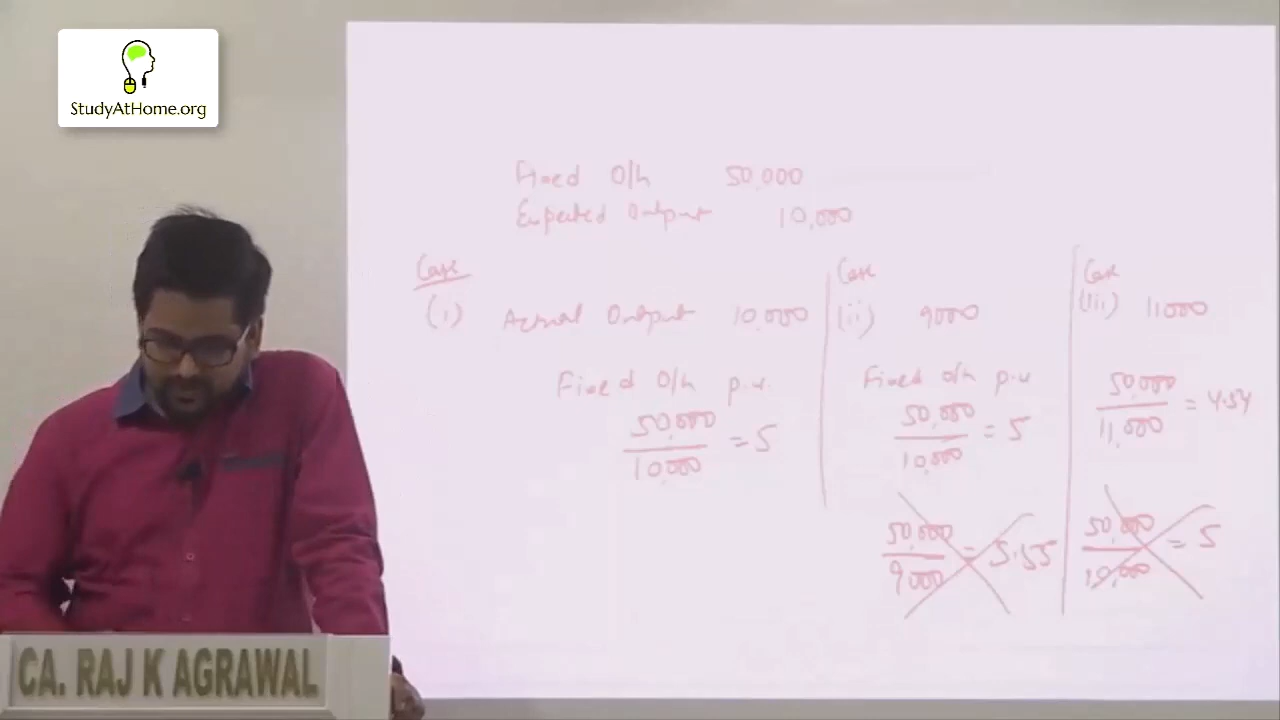 StudyAtHome.org
Fixed O/h 50,000
Expected Output 10,000
Case
(i) Actual Output 10,000
Fixed O/h p.u.
50,000
10,000 = 5
Case
(ii) 9000
Fixed O/h p.u
50,000
10,000 = 5
50,000
9000 = 5.55
Case
(iii) 11000
50,000
11,000 = 4.54
50,000
10,000 = 5
CA. RAJ K AGRAWAL